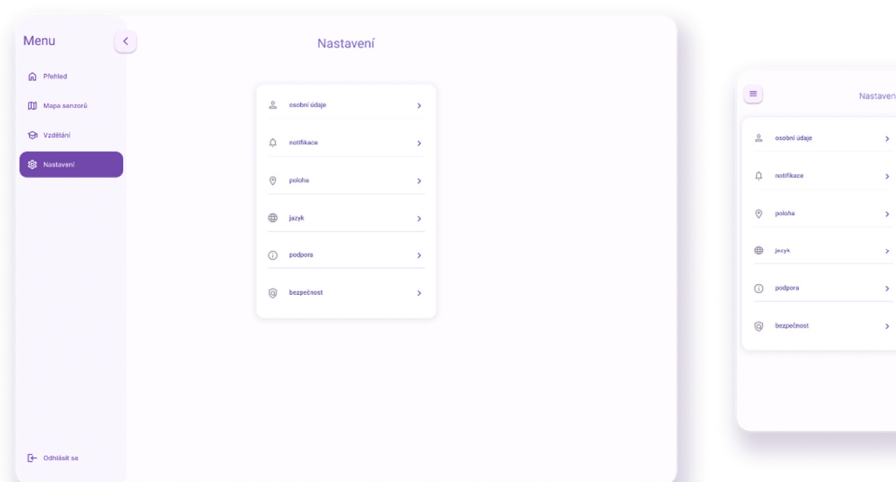 Menu
Přehled
Mapa senzorů
Vzdělání
Nastavení
Odhlásit se
Nastavení
osobní údaje
notifikace
poloha
jazyk
podpora
bezpečnost
Nastaven
osobní údaje
notifikace
poloha
jazyk
podpora
bezpečnost